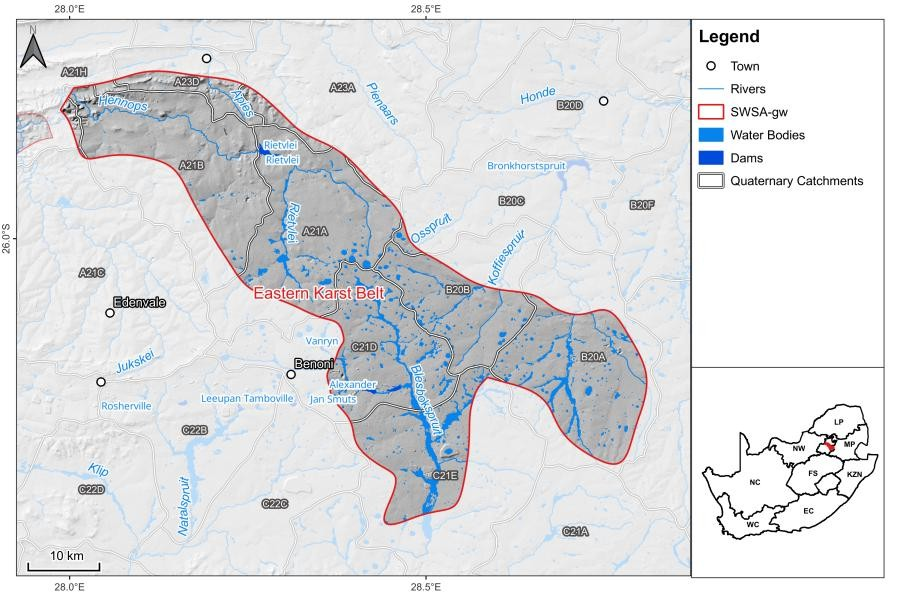 28.0°E
28.5°E
N
A21H
A23D
A23A
Hennops
Apies
Pienaars
Honde
B20D
Rietvlei
Rietvlei
A21B
Bronkhorstspruit
B20C
B20F
Rietvlei
A21A
Osspruit
26.0°S
A21C
Koffiespruit
Eastern Karst Belt
B20B
Edenvale
Vanryn
C21D
B20A
Jukskei
Benoni
Alexander
Blesbokspruit
Rosherville
Leeupan Tamboville
Jan Smuts
C22B
Klip
C22D
Natalspruit
C22C
C21E
C21A
10 km
28.0°E
28.5°E
Legend
Town
Rivers
SWSA-gw
Water Bodies
Dams
Quaternary Catchments
LP
NW
MP
FS
KZN
NC
EC
WC